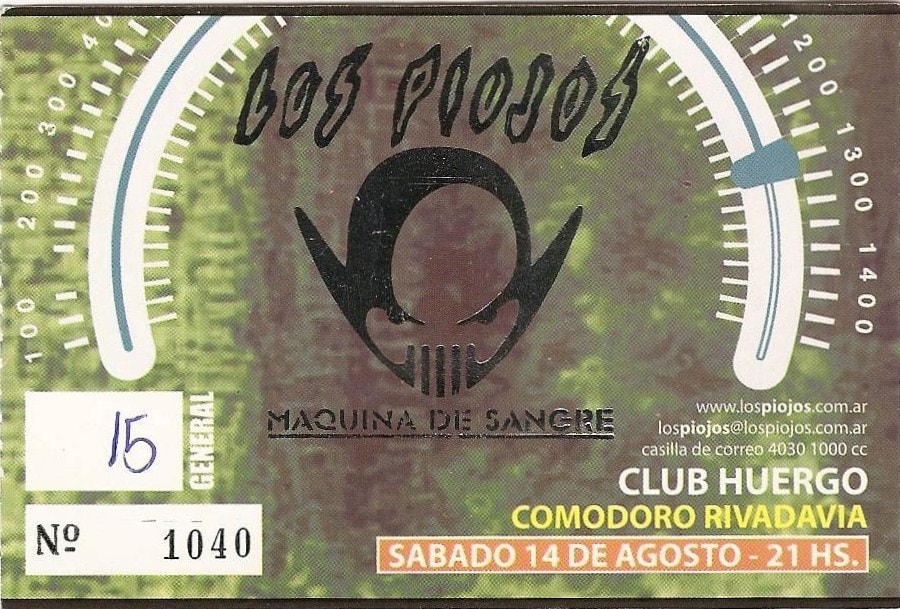 LOS PIOJOS
100 200 300 40
200 1300 1400
MAQUINA DE SANGRE
15
GENERAL
Nº 1040
www.lospiojos.com.ar
lospiojos@lospiojos.com.ar
casilla de correo 4030 1000 cc
CLUB HUERGO
COMODORO RIVADAVIA
SABADO 14 DE AGOSTO - 21 HS.